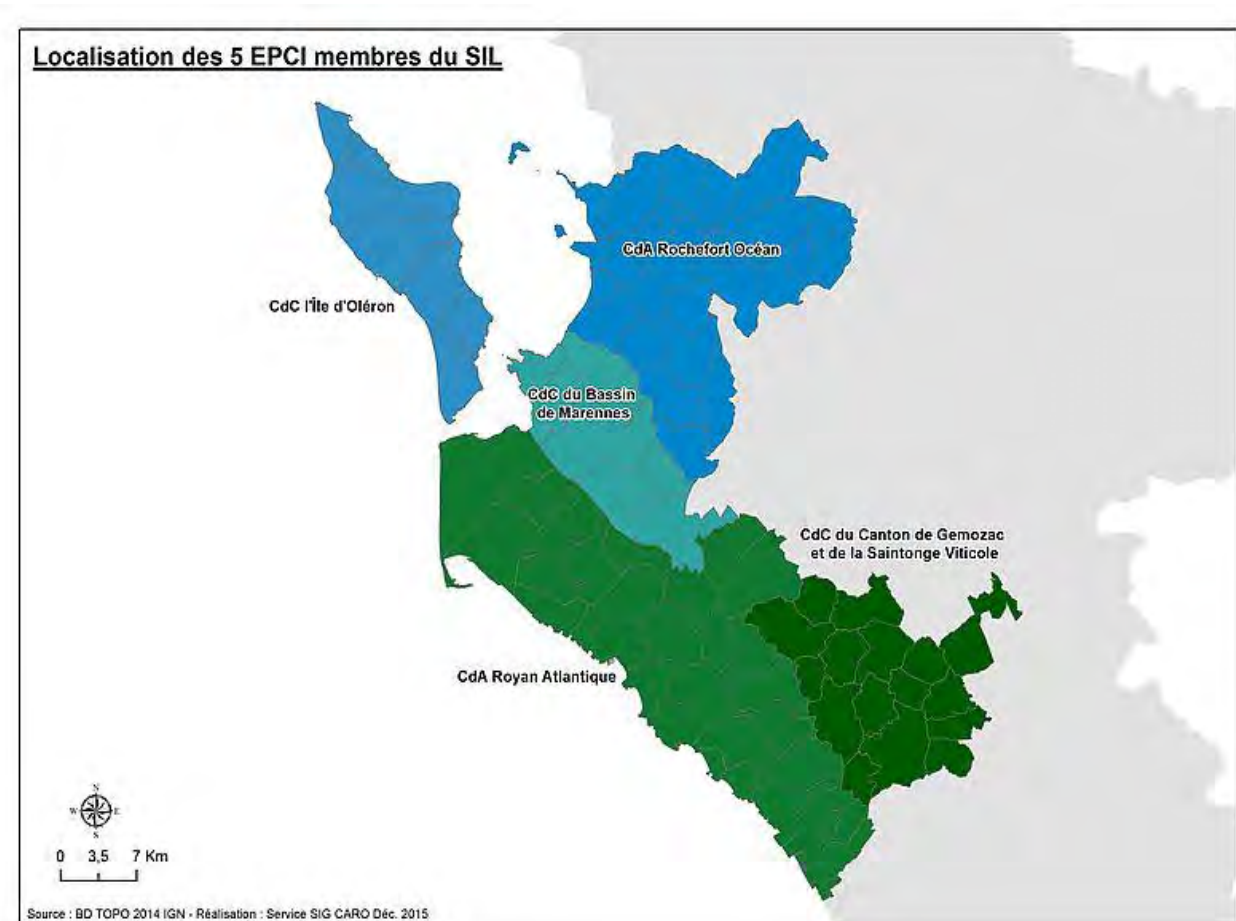 Localisation des 5 EPCI membres du SIL
CdA Rochefort Océan
CdC l'Île d'Oléron
CdC du Bassin
de Marennes
CdC du Canton de Gemozac
et de la Saintonge Viticole
CdA Royan Atlantique
N
W E
S
0 3,5 7 Km
Source : BD TOPO 2014 IGN - Réalisation : Service SIG CARO Déc. 2015